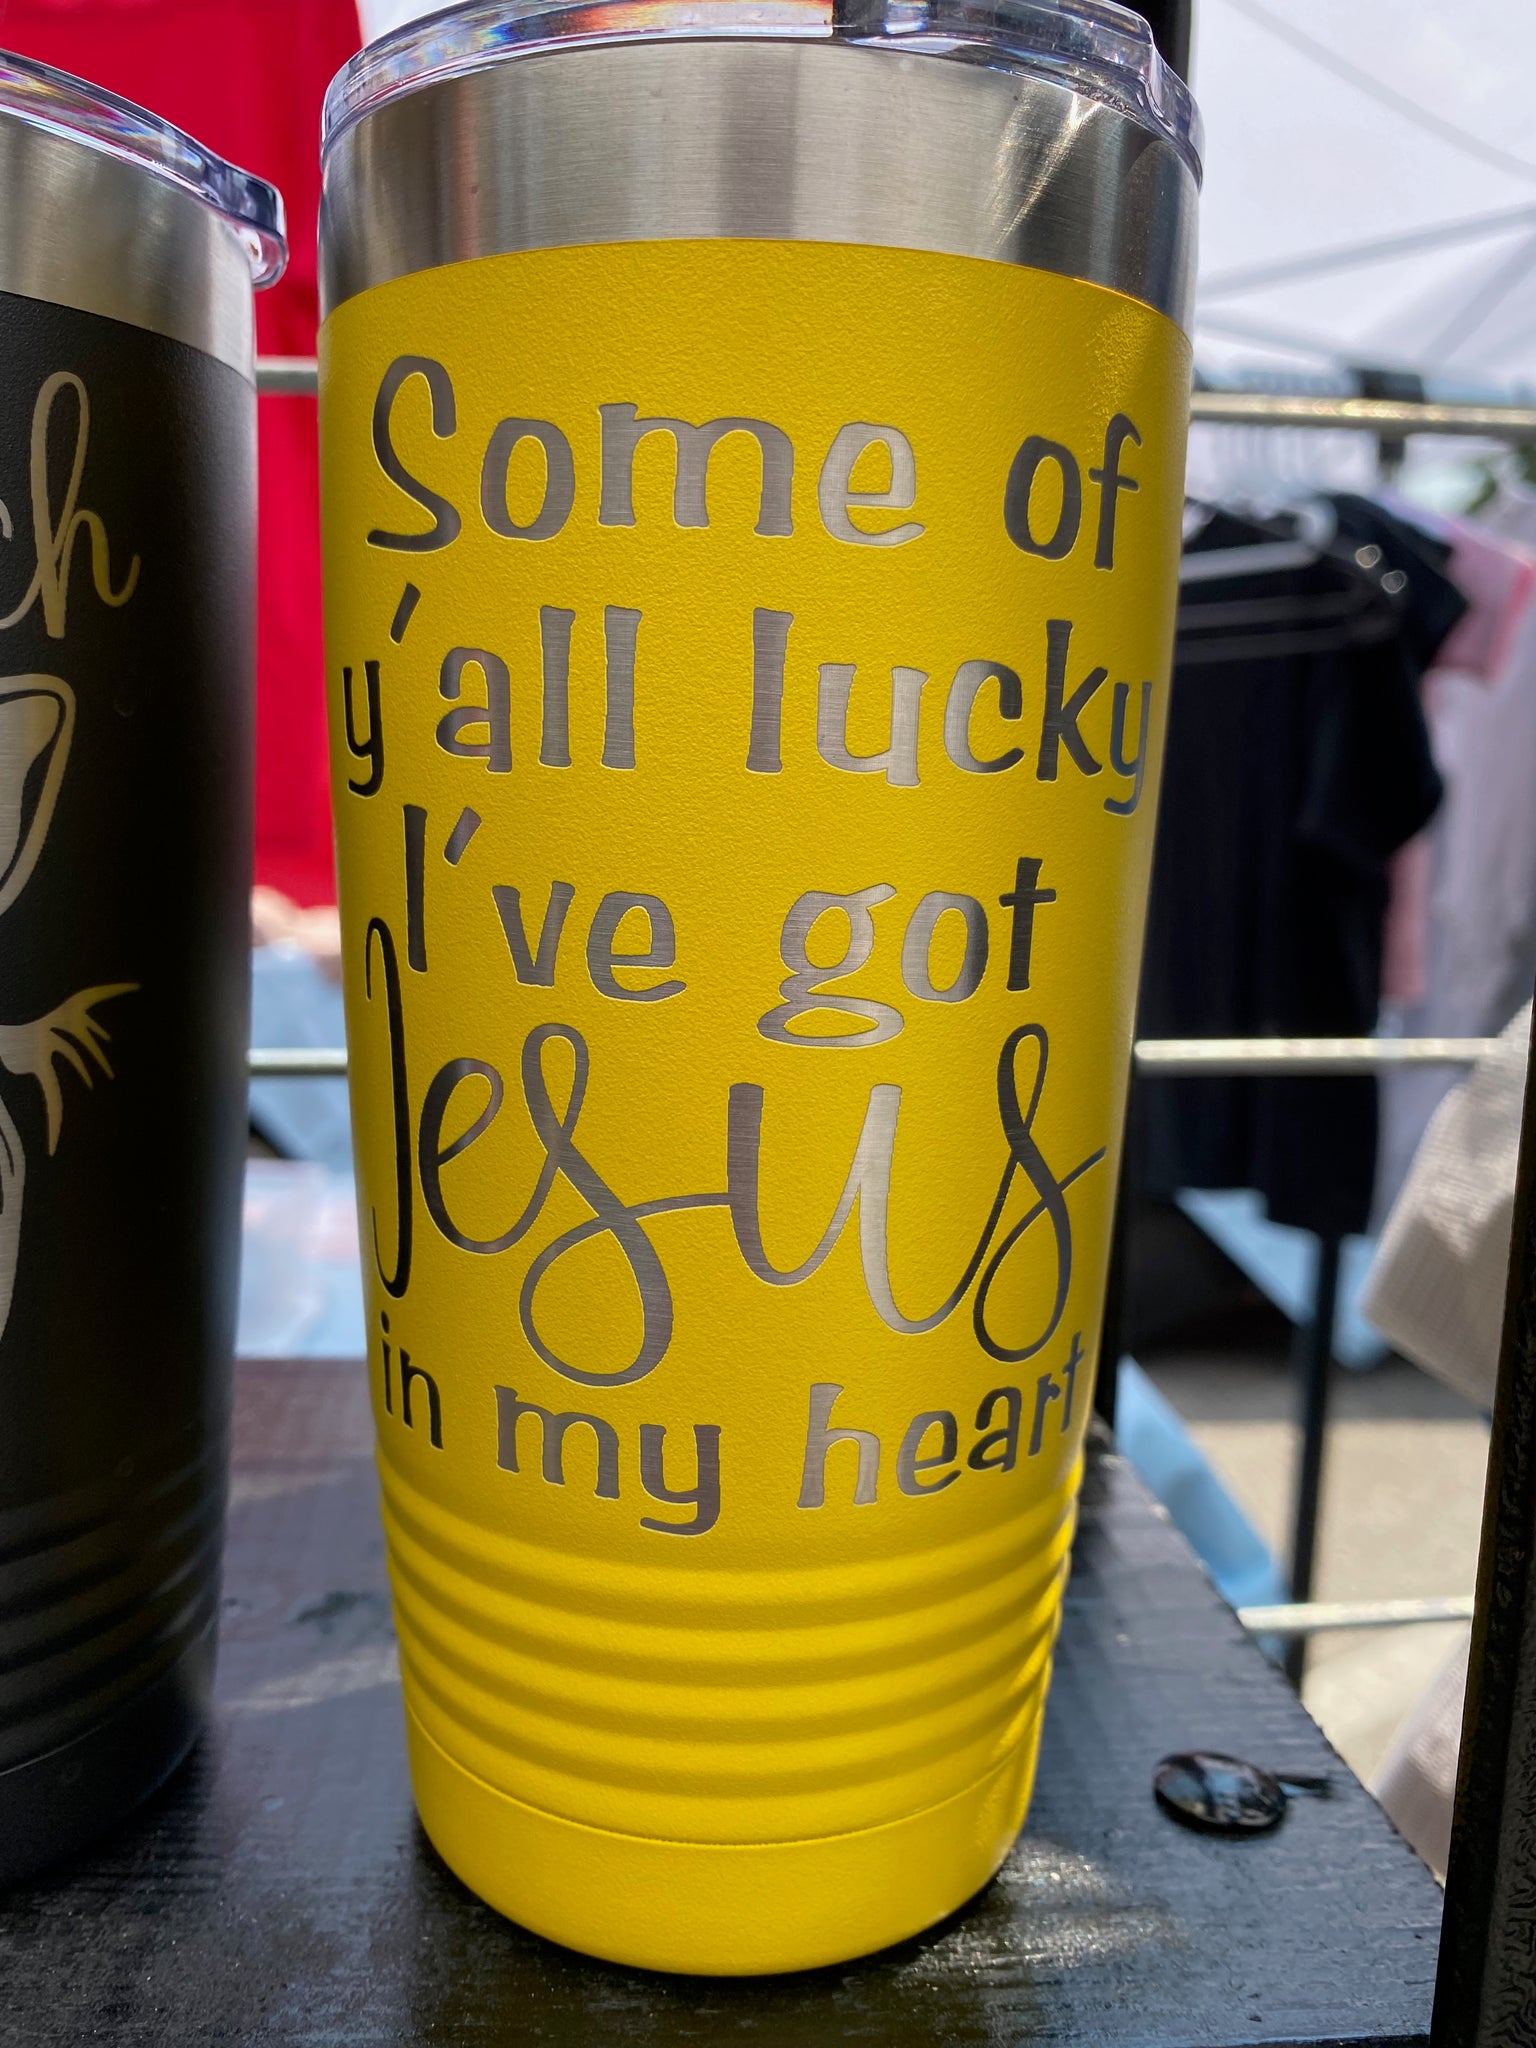 Some of
y'all lucky
I've got
Jesus
in my heart